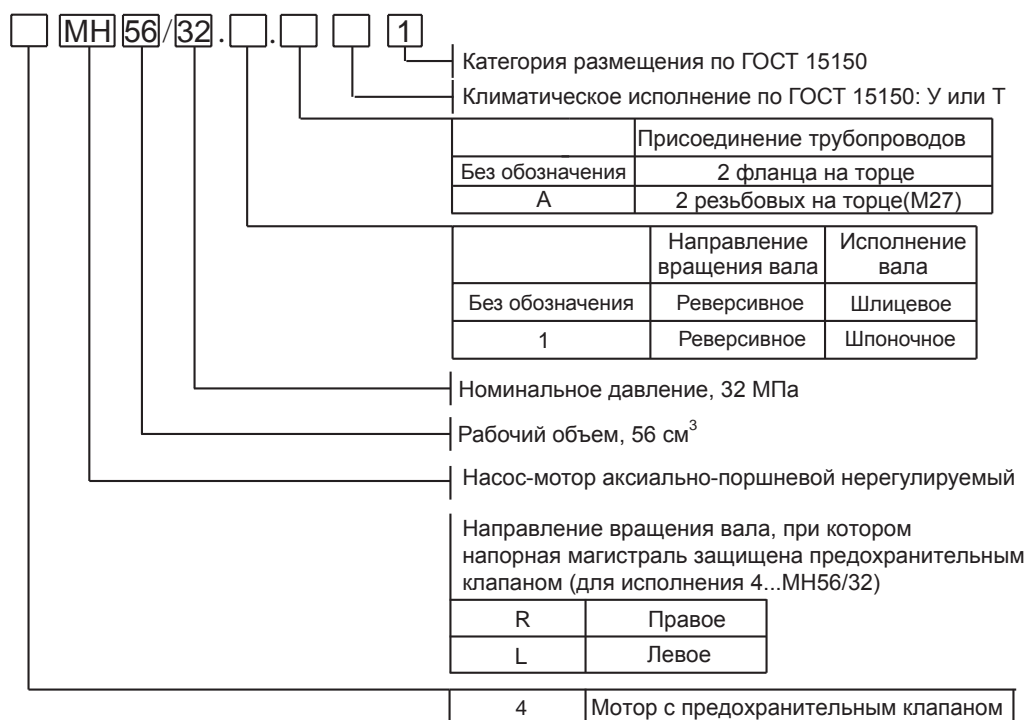 МН 56/32. . 1
Категория размещения по ГОСТ 15150
Климатическое исполнение по ГОСТ 15150: У или Т
Присоединение трубопроводов
Без обозначения 2 фланца на торце
А 2 резьбовых на торце(М27)
Направление вращения вала Исполнение вала
Без обозначения Реверсивное Шлицевое
1 Реверсивное Шпоночное
Номинальное давление, 32 МПа
Рабочий объем, 56 см³
Насос-мотор аксиально-поршневой нерегулируемый
Направление вращения вала, при котором
напорная магистраль защищена предохранительным
клапаном (для исполнения 4...МН56/32)
R Правое
L Левое
4 Мотор с предохранительным клапаном